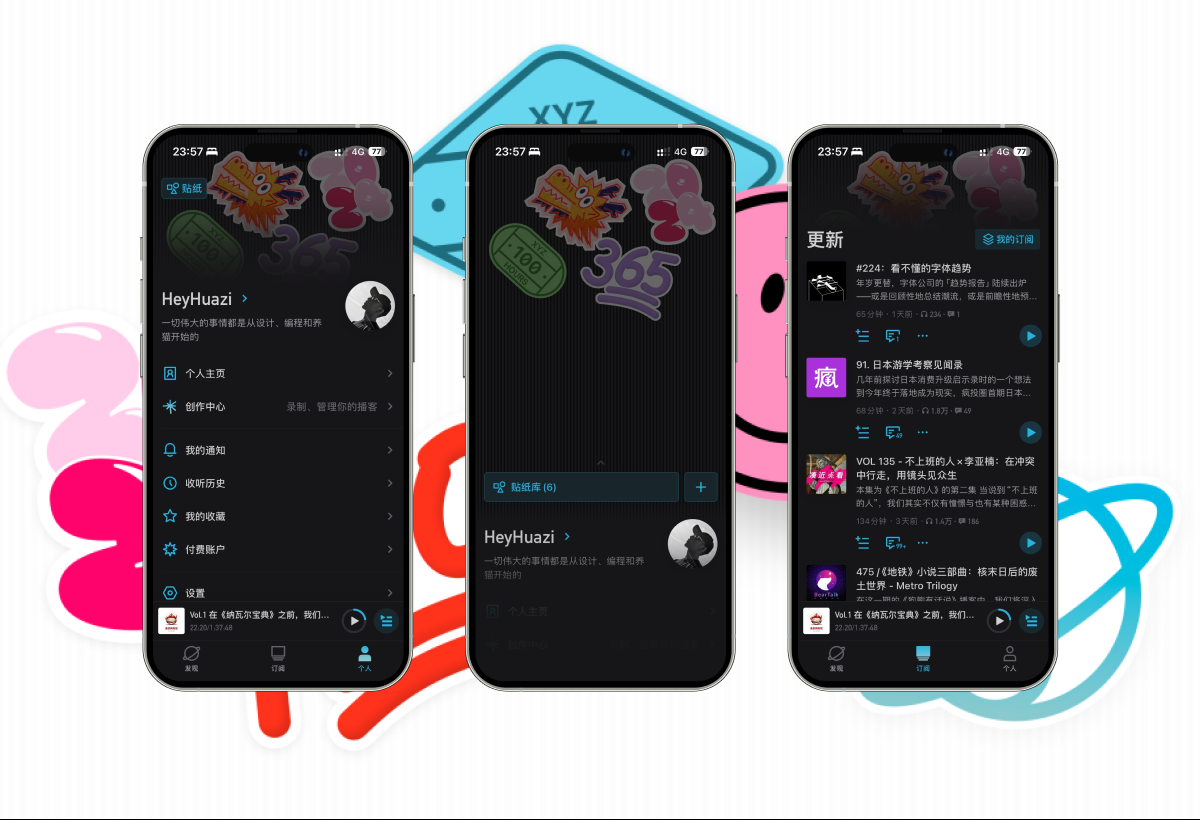 XYZ
23:57
4G 77
贴纸
XYZ
100
HOURS
365
HeyHuazi
一切伟大的事情都是从设计、编程和养
猫开始的
个人主页
创作中心 录制、管理你的播客
我的通知
收听历史
我的收藏
付费账户
设置
Vol.1 在《纳瓦尔宝典》之前，我们...
22:20/1:37:48
发现 订阅 个人
23:57
4G 77
XYZ
100
HOURS
365
贴纸库 (6)
HeyHuazi
一切伟大的事情都是从设计、编程和养
猫开始的
个人主页
创作中心
23:57
4G 77
更新
我的订阅
#224：看不懂的字体趋势
年岁更替，字体公司的「趋势报告」陆续出炉
——或是回顾性地总结潮流，或是前瞻性地预...
65分钟 · 1天前 · 234 · 1
1
疯
91. 日本游学考察见闻录
几年前探讨日本消费升级启示录时的一个想法
到今年终于落地成为现实，疯投圈首期日本...
68分钟 · 2天前 · 1.8万 · 49
49
凑近点看
VOL 135 - 不上班的人×李亚楠：在冲突
中行走，用镜头见众生
本集为《不上班的人》的第二集 当说到“不上班
的人”，我们其实不仅有憧憬与也有某种困惑...
134分钟 · 3天前 · 1.4万 · 186
99+
BearTalk
475 /《地铁》小说三部曲：核末日后的废
土世界 - Metro Trilogy
Vol.1 在《纳瓦尔宝典》之前，我们...
22:20/1:37:48
发现 订阅 个人